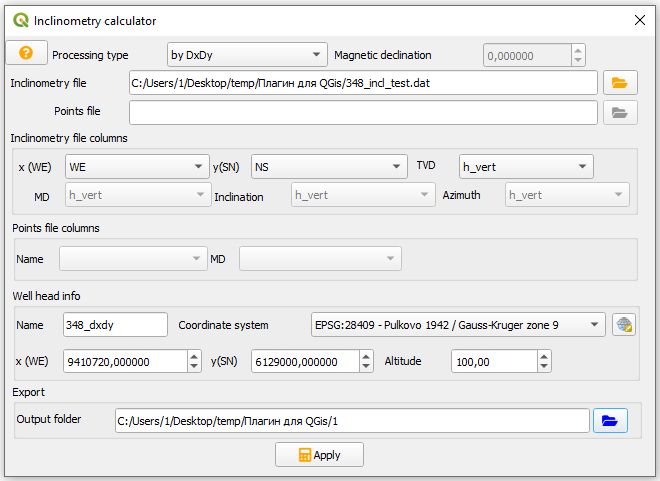 Inclinometry calculator
Processing type by DxDy Magnetic declination 0,000000
Inclinometry file C:/Users/1/Desktop/temp/Плагин для QGis/348_incl_test.dat
Points file
Inclinometry file columns
x (WE) WE y(SN) NS TVD h_vert
MD h_vert Inclination h_vert Azimuth h_vert
Points file columns
Name MD
Well head info
Name 348_dxdy Coordinate system EPSG:28409 - Pulkovo 1942 / Gauss-Kruger zone 9
x (WE) 9410720,000000 y(SN) 6129000,000000 Altitude 100,00
Export
Output folder C:/Users/1/Desktop/temp/Плагин для QGis/1
Apply